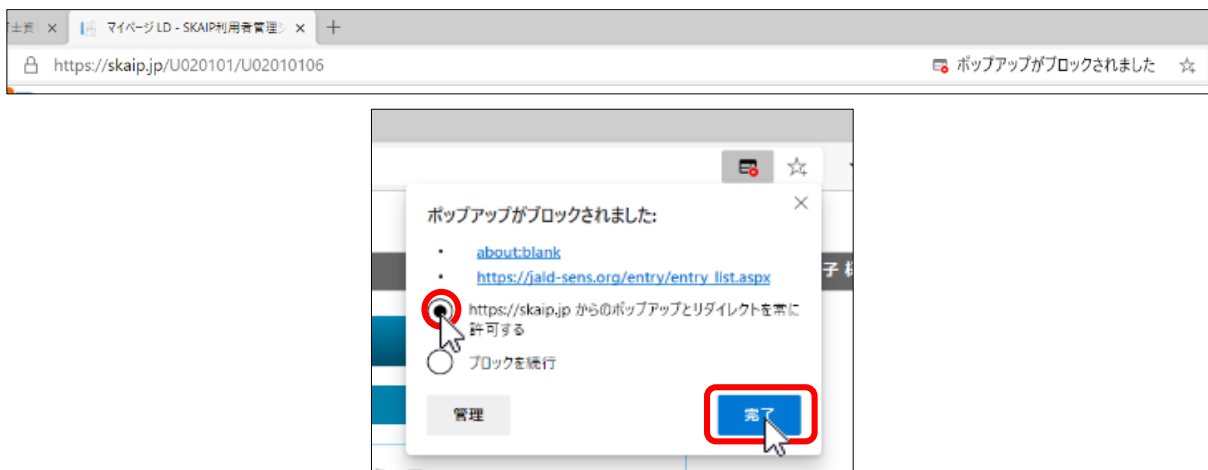 マイページ LD - SKAIP利用者管理
https://skaip.jp/U020101/U02010106
ポップアップがブロックされました
ポップアップがブロックされました:
about:blank
https://jald-sens.org/entry/entry_list.aspx
https://skaip.jp からのポップアップとリダイレクトを常に
許可する
ブロックを続行
管理
完了
子 様